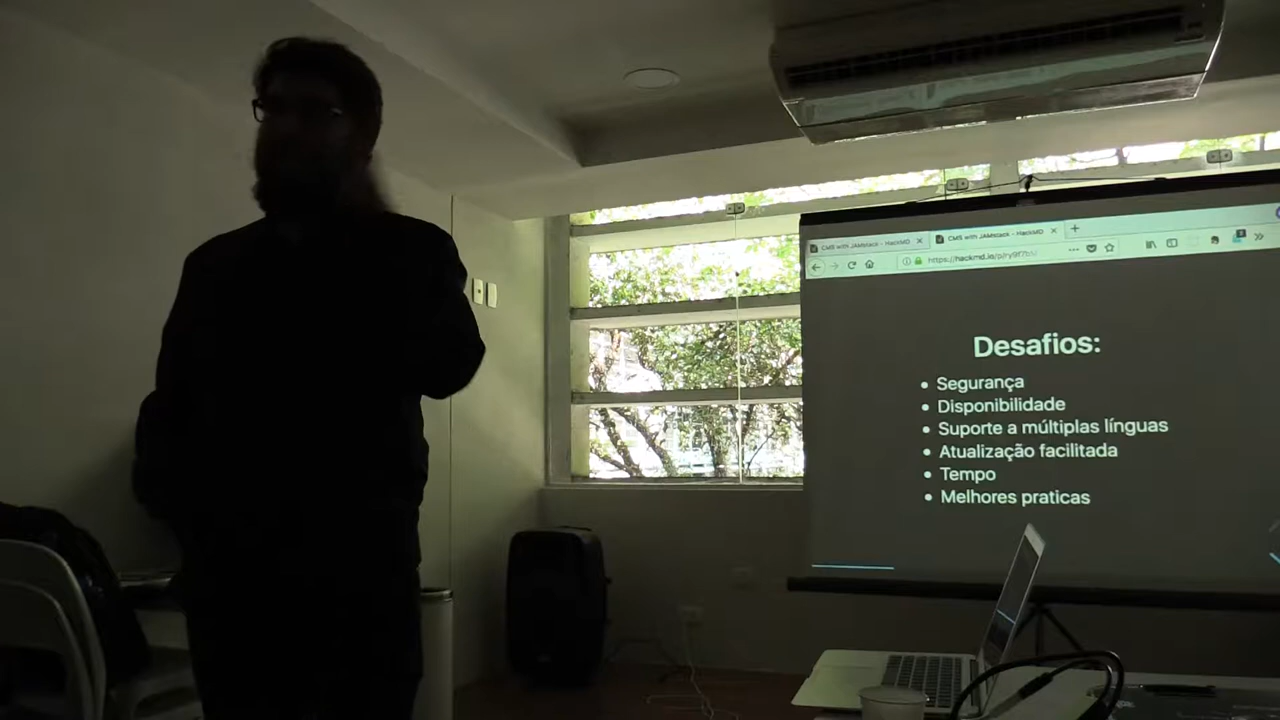 CMS with JAMstack - HackMD
CMS with JAMstack - HackMD
Desafios:
Segurança
Disponibilidade
Suporte a múltiplas línguas
Atualização facilitada
Tempo
Melhores praticas